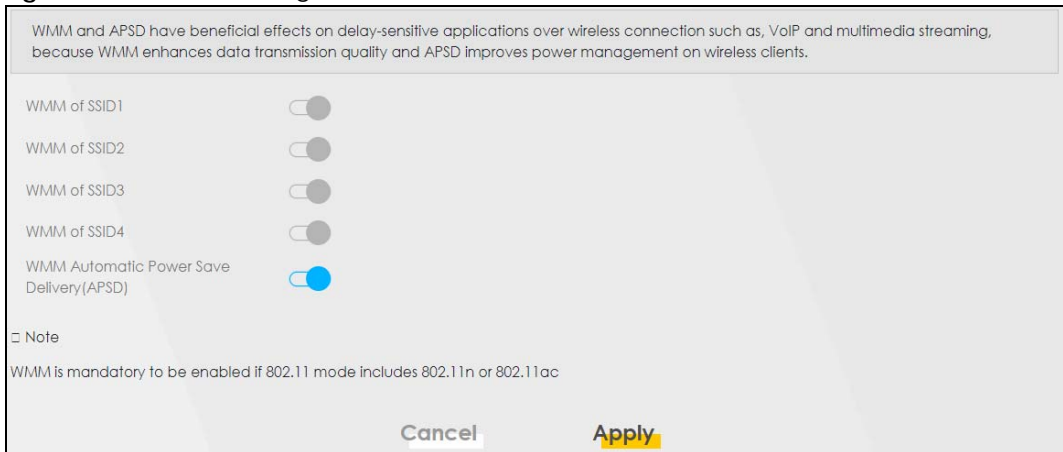 WMM and APSD have beneficial effects on delay-sensitive applications over wireless connection such as, VoIP and multimedia streaming,
because WMM enhances data transmission quality and APSD improves power management on wireless clients.
WMM of SSID1
WMM of SSID2
WMM of SSID3
WMM of SSID4
WMM Automatic Power Save
Delivery(APSD)
□ Note
WMM is mandatory to be enabled if 802.11 mode includes 802.11n or 802.11ac
Cancel Apply